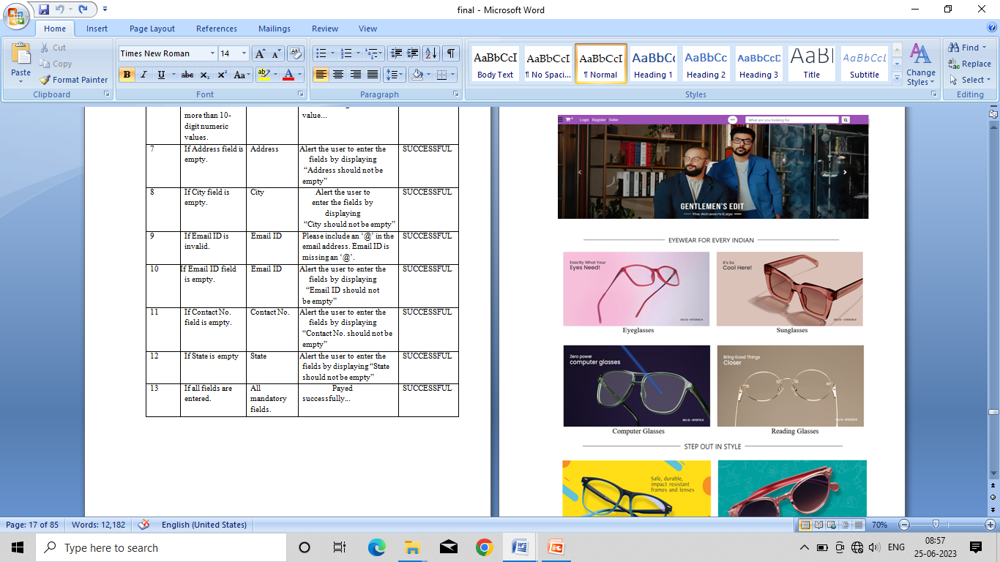 final - Microsoft Word
Home Insert Page Layout References Mailings Review View
Paste
Cut
Copy
Format Painter
Clipboard
Times New Roman 14
Font
Paragraph
AaBbCcI AaBbCcI AaBbCcI AaBbCc AaBbCc AaBbCcD AaBl AaBbCcL
Body Text ¶ No Spaci... ¶ Normal Heading 1 Heading 2 Heading 3 Title Subtitle
Change Styles
Styles
Find
Replace
Select
Editing
more than 10-
digit numeric
values.
value...
7 If Address field is empty. Address Alert the user to enter the fields by displaying “Address should not be empty” SUCCESSFUL
8 If City field is empty. City Alert the user to enter the fields by displaying “City should not be empty” SUCCESSFUL
9 If Email ID is invalid. Email ID Please include an ‘@’ in the email address. Email ID is missing an ‘@’. SUCCESSFUL
10 If Email ID field is empty. Email ID Alert the user to enter the fields by displaying “Email ID should not be empty” SUCCESSFUL
11 If Contact No. field is empty. Contact No. Alert the user to enter the fields by displaying “Contact No. should not be empty” SUCCESSFUL
12 If State is empty State Alert the user to enter the fields by displaying “State should not be empty” SUCCESSFUL
13 If all fields are entered. All mandatory fields. Payed successfully... SUCCESSFUL
Login Register Seller What are you looking for
GENTLEMEN'S EDIT
The Achiever's Edge
EYEWEAR FOR EVERY INDIAN
Exactly What Your
Eyes Need!
Eyeglasses
It's So
Cool Here!
Sunglasses
Zero power
computer glasses
Computer Glasses
Bring Good Things
Closer
Reading Glasses
STEP OUT IN STYLE
Safe, durable,
impact resistant
frames and lenses
Page: 17 of 85 Words: 12,182 English (United States) 70%
Type here to search
ENG
08:57
25-06-2023